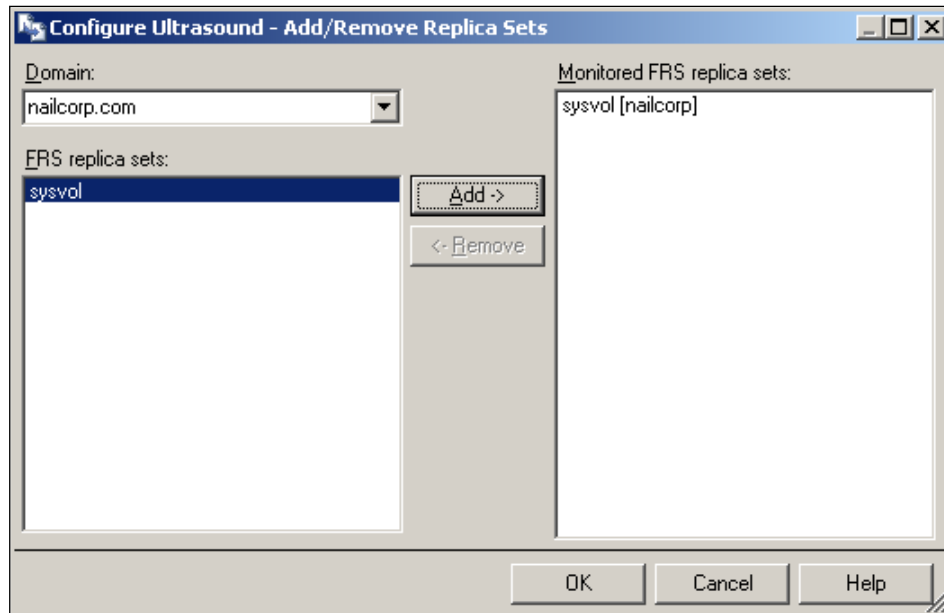 Configure Ultrasound - Add/Remove Replica Sets
Domain:
nailcorp.com
FRS replica sets:
sysvol
Add ->
<- Remove
Monitored FRS replica sets:
sysvol [nailcorp]
OK
Cancel
Help